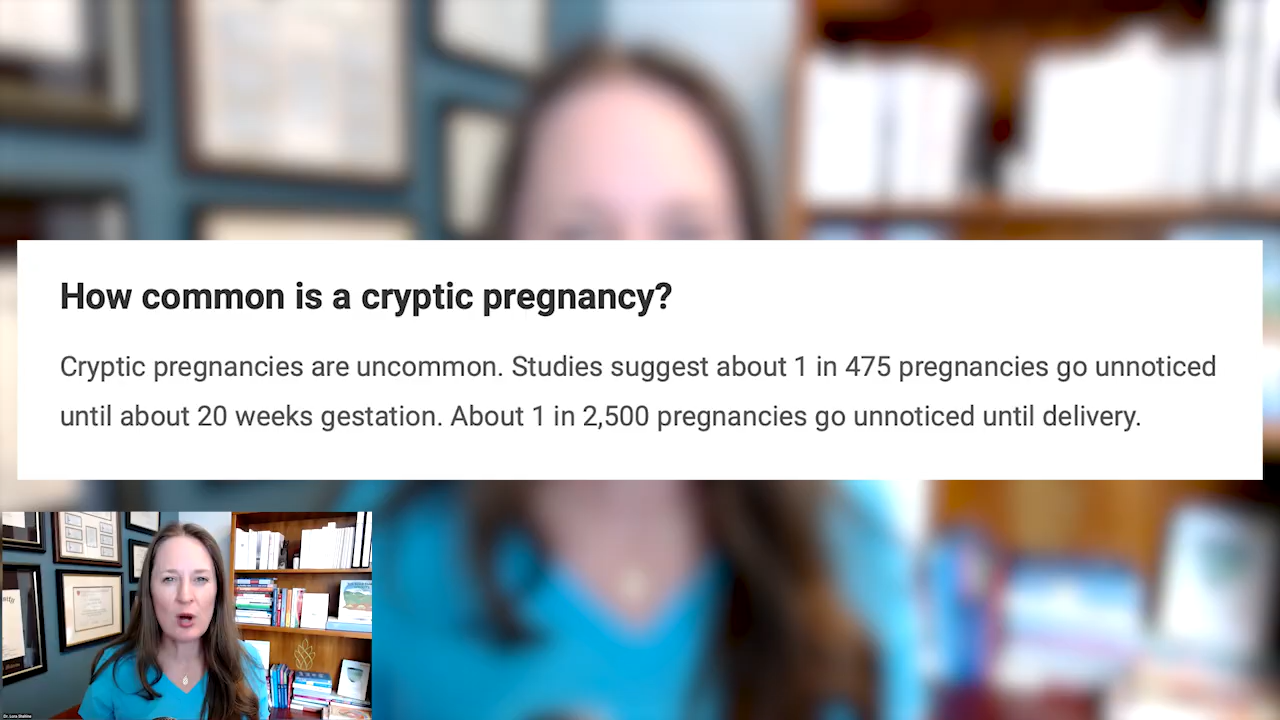 How common is a cryptic pregnancy?
Cryptic pregnancies are uncommon. Studies suggest about 1 in 475 pregnancies go unnoticed
until about 20 weeks gestation. About 1 in 2,500 pregnancies go unnoticed until delivery.